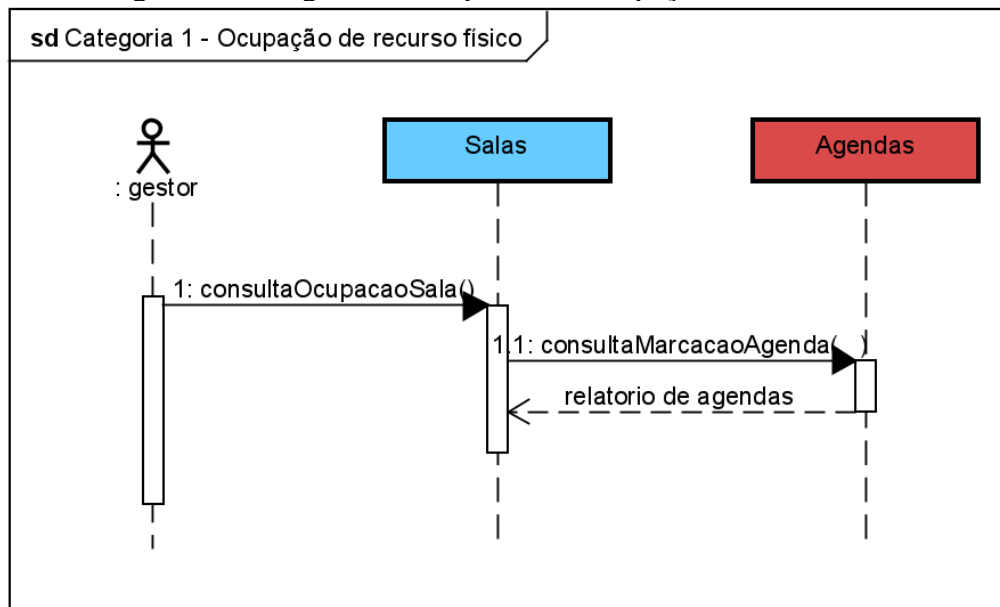 sd Categoria 1 - Ocupação de recurso físico
Salas
Agendas
: gestor
1: consultaOcupacaoSala()
1.1: consultaMarcacaoAgenda( )
relatorio de agendas